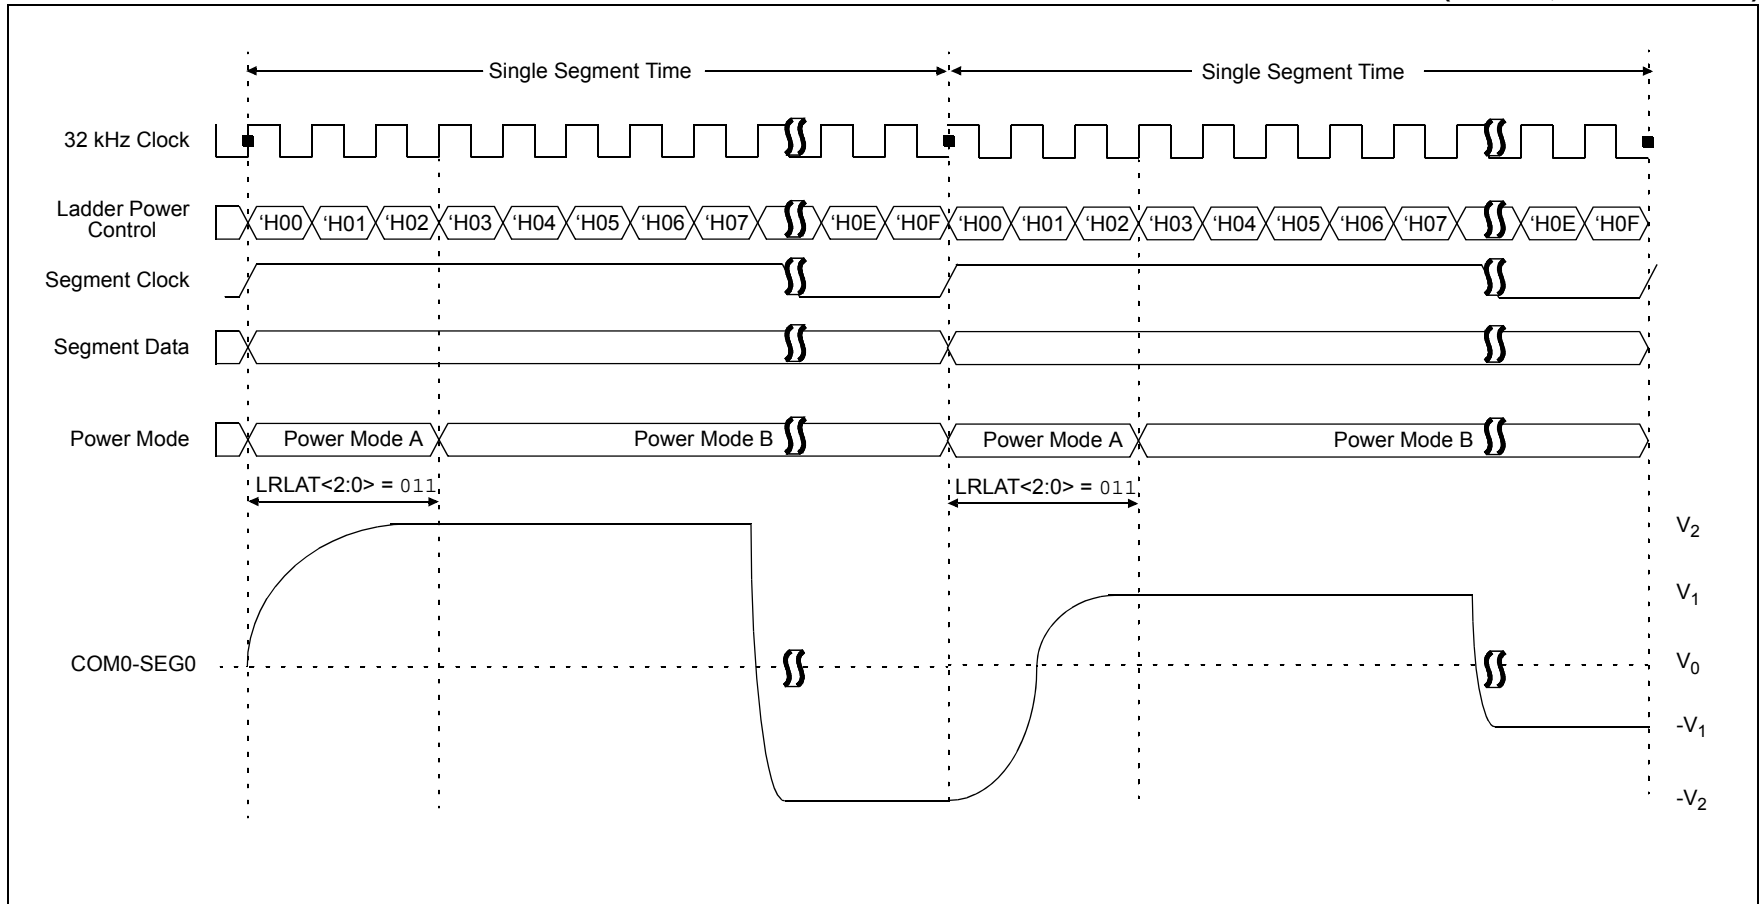 Single Segment Time Single Segment Time
32 kHz Clock
Ladder Power
Control
‘H00 ‘H01 ‘H02 ‘H03 ‘H04 ‘H05 ‘H06 ‘H07 ‘H0E ‘H0F ‘H00 ‘H01 ‘H02 ‘H03 ‘H04 ‘H05 ‘H06 ‘H07 ‘H0E ‘H0F
Segment Clock
Segment Data
Power Mode Power Mode A Power Mode B Power Mode A Power Mode B
LRLAT<2:0> = 011 LRLAT<2:0> = 011
V2
V1
COM0-SEG0 V0
-V1
-V2